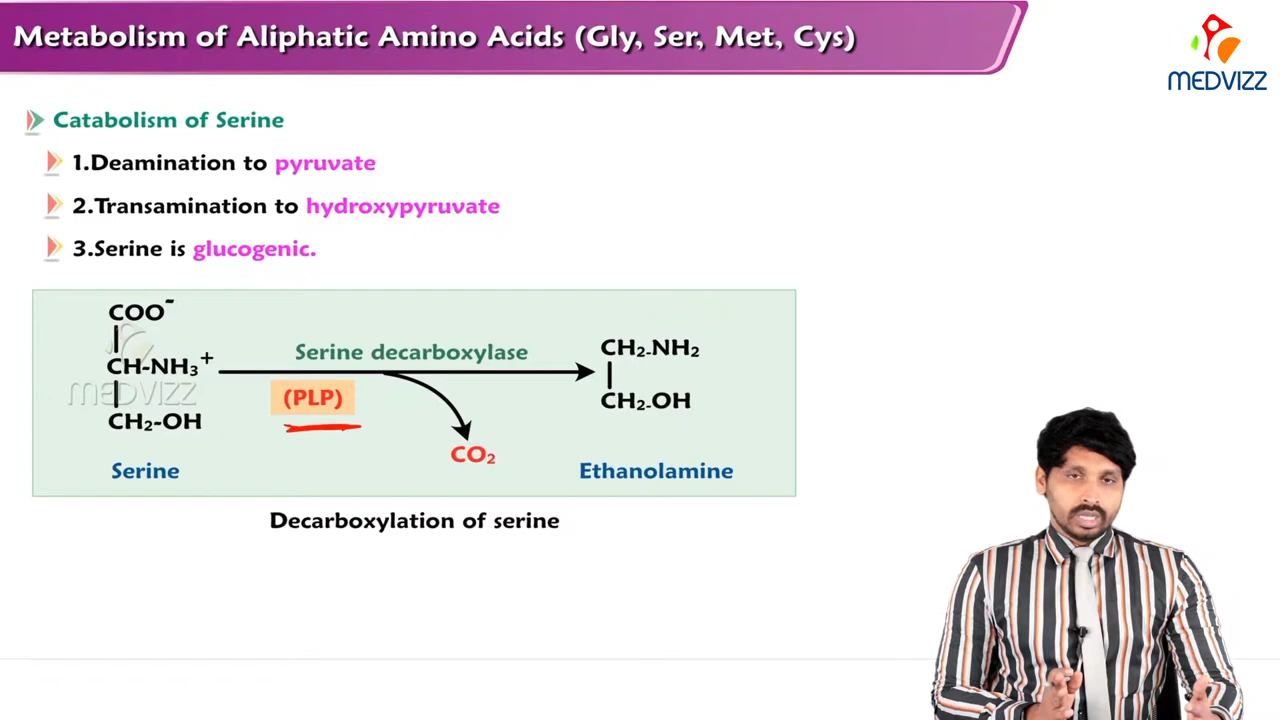 Metabolism of Aliphatic Amino Acids (Gly, Ser, Met, Cys)
MEDVIZZ
Catabolism of Serine
1.Deamination to pyruvate
2.Transamination to hydroxypyruvate
3.Serine is glucogenic.
COO⁻
CH-NH₃⁺
CH₂-OH
Serine
Serine decarboxylase
(PLP)
CO₂
CH₂-NH₂
CH₂-OH
Ethanolamine
MEDVIZZ
Decarboxylation of serine